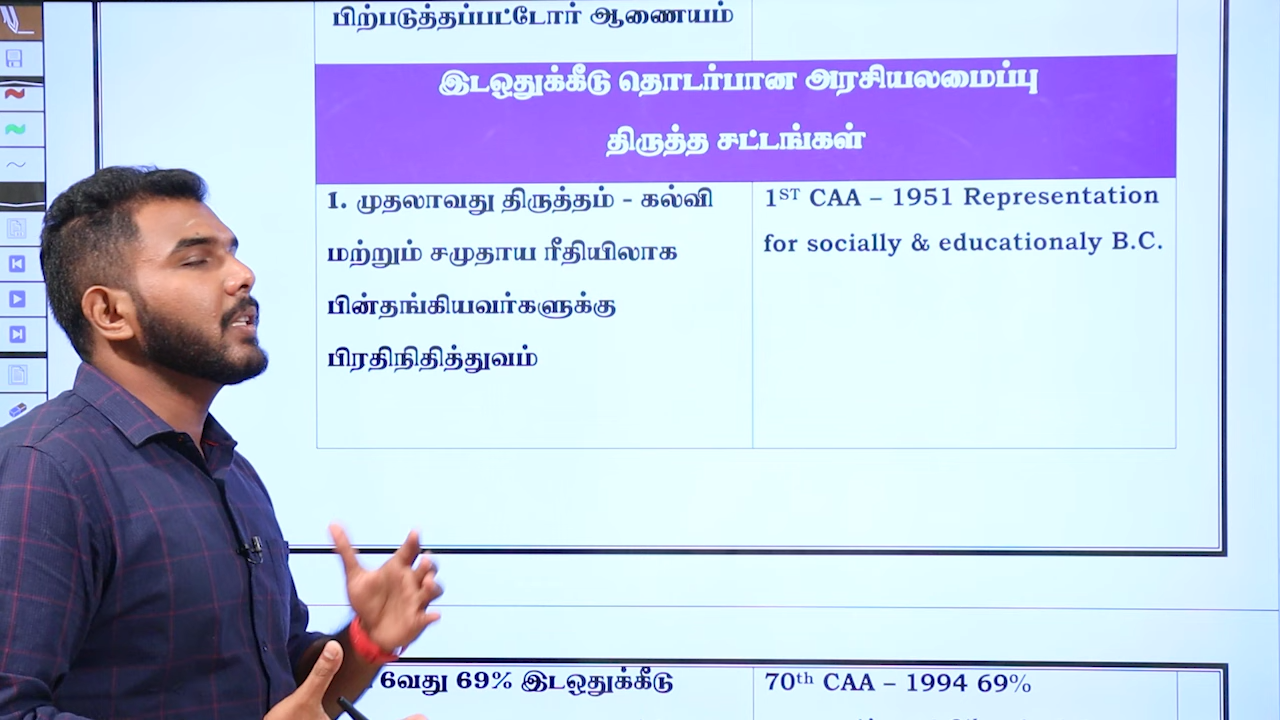 பிற்படுத்தப்பட்டோர் ஆணையம்
இடஒதுக்கீடு தொடர்பான அரசியலமைப்பு
திருத்த சட்டங்கள்
1. முதலாவது திருத்தம் - கல்வி
மற்றும் சமுதாய ரீதியிலாக
பின்தங்கியவர்களுக்கு
பிரதிநிதித்துவம்
1ST CAA – 1951 Representation
for socially & educationaly B.C.
6வது 69% இடஒதுக்கீடு
70th CAA – 1994 69%